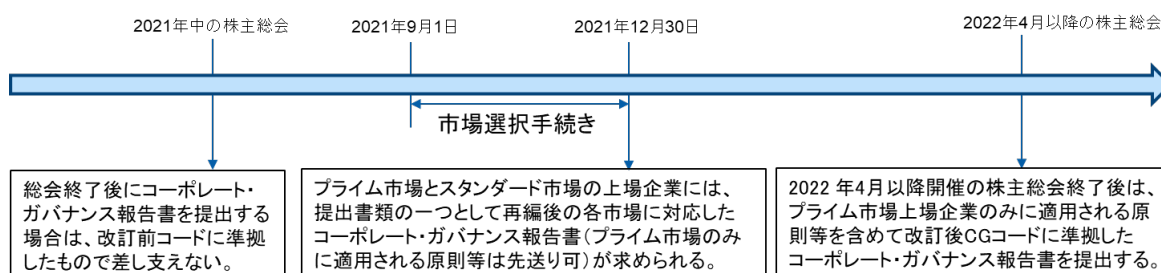 2021年中の株主総会
2021年9月1日
2021年12月30日
2022年4月以降の株主総会
市場選択手続き
総会終了後にコーポレート・
ガバナンス報告書を提出する
場合は、改訂前コードに準拠
したもので差し支えない。
プライム市場とスタンダード市場の上場企業には、
提出書類の一つとして再編後の各市場に対応した
コーポレート・ガバナンス報告書(プライム市場のみ
に適用される原則等は先送り可)が求められる。
2022 年4月以降開催の株主総会終了後は、
プライム市場上場企業のみに適用される原
則等を含めて改訂後CGコードに準拠した
コーポレート・ガバナンス報告書を提出する。